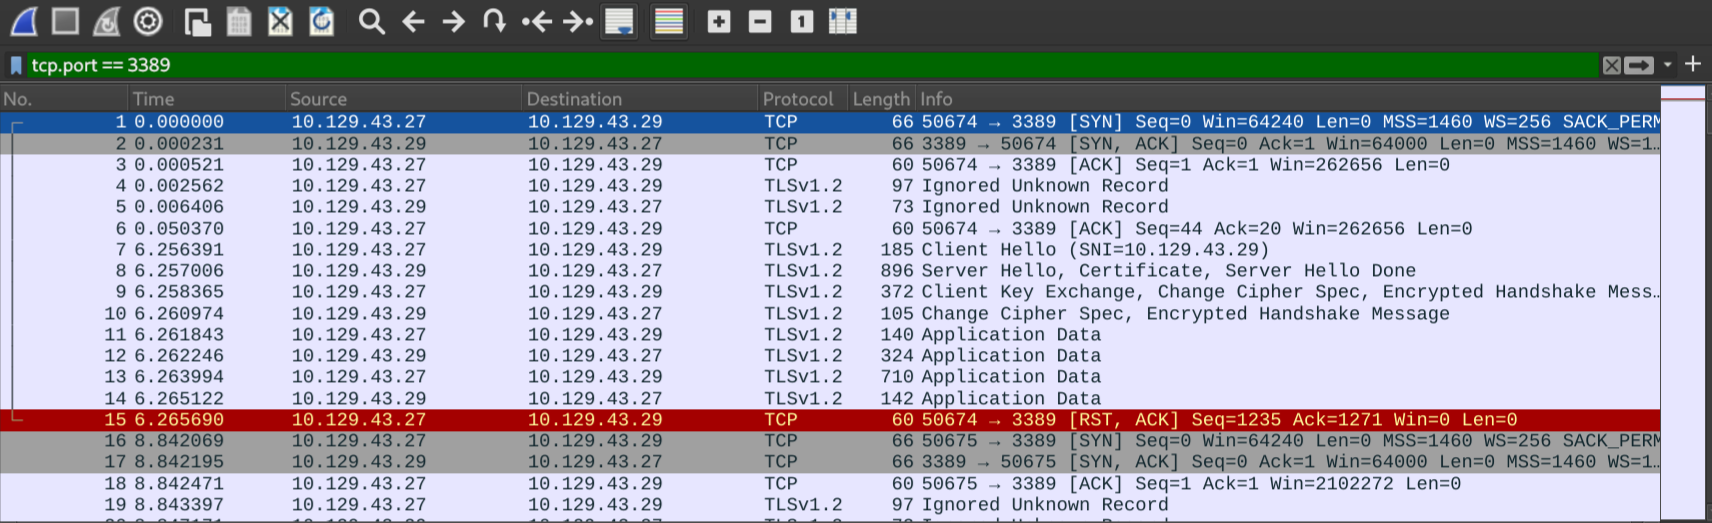 1
tcp.port == 3389
No. Time Source Destination Protocol Length Info
1 0.000000 10.129.43.27 10.129.43.29 TCP 66 50674 → 3389 [SYN] Seq=0 Win=64240 Len=0 MSS=1460 WS=256 SACK_PERM
2 0.000231 10.129.43.29 10.129.43.27 TCP 66 3389 → 50674 [SYN, ACK] Seq=0 Ack=1 Win=64000 Len=0 MSS=1460 WS=1…
3 0.000521 10.129.43.27 10.129.43.29 TCP 60 50674 → 3389 [ACK] Seq=1 Ack=1 Win=262656 Len=0
4 0.002562 10.129.43.27 10.129.43.29 TLSv1.2 97 Ignored Unknown Record
5 0.006406 10.129.43.29 10.129.43.27 TLSv1.2 73 Ignored Unknown Record
6 0.050370 10.129.43.27 10.129.43.29 TCP 60 50674 → 3389 [ACK] Seq=44 Ack=20 Win=262656 Len=0
7 6.256391 10.129.43.27 10.129.43.29 TLSv1.2 185 Client Hello (SNI=10.129.43.29)
8 6.257006 10.129.43.29 10.129.43.27 TLSv1.2 896 Server Hello, Certificate, Server Hello Done
9 6.258365 10.129.43.27 10.129.43.29 TLSv1.2 372 Client Key Exchange, Change Cipher Spec, Encrypted Handshake Mess…
10 6.260974 10.129.43.29 10.129.43.27 TLSv1.2 105 Change Cipher Spec, Encrypted Handshake Message
11 6.261843 10.129.43.27 10.129.43.29 TLSv1.2 140 Application Data
12 6.262246 10.129.43.29 10.129.43.27 TLSv1.2 324 Application Data
13 6.263994 10.129.43.27 10.129.43.29 TLSv1.2 710 Application Data
14 6.265122 10.129.43.29 10.129.43.27 TLSv1.2 142 Application Data
15 6.265690 10.129.43.27 10.129.43.29 TCP 60 50674 → 3389 [RST, ACK] Seq=1235 Ack=1271 Win=0 Len=0
16 8.842069 10.129.43.27 10.129.43.29 TCP 66 50675 → 3389 [SYN] Seq=0 Win=64240 Len=0 MSS=1460 WS=256 SACK_PERM
17 8.842195 10.129.43.29 10.129.43.27 TCP 66 3389 → 50675 [SYN, ACK] Seq=0 Ack=1 Win=64000 Len=0 MSS=1460 WS=1…
18 8.842471 10.129.43.27 10.129.43.29 TCP 60 50675 → 3389 [ACK] Seq=1 Ack=1 Win=2102272 Len=0
19 8.843397 10.129.43.27 10.129.43.29 TLSv1.2 97 Ignored Unknown Record